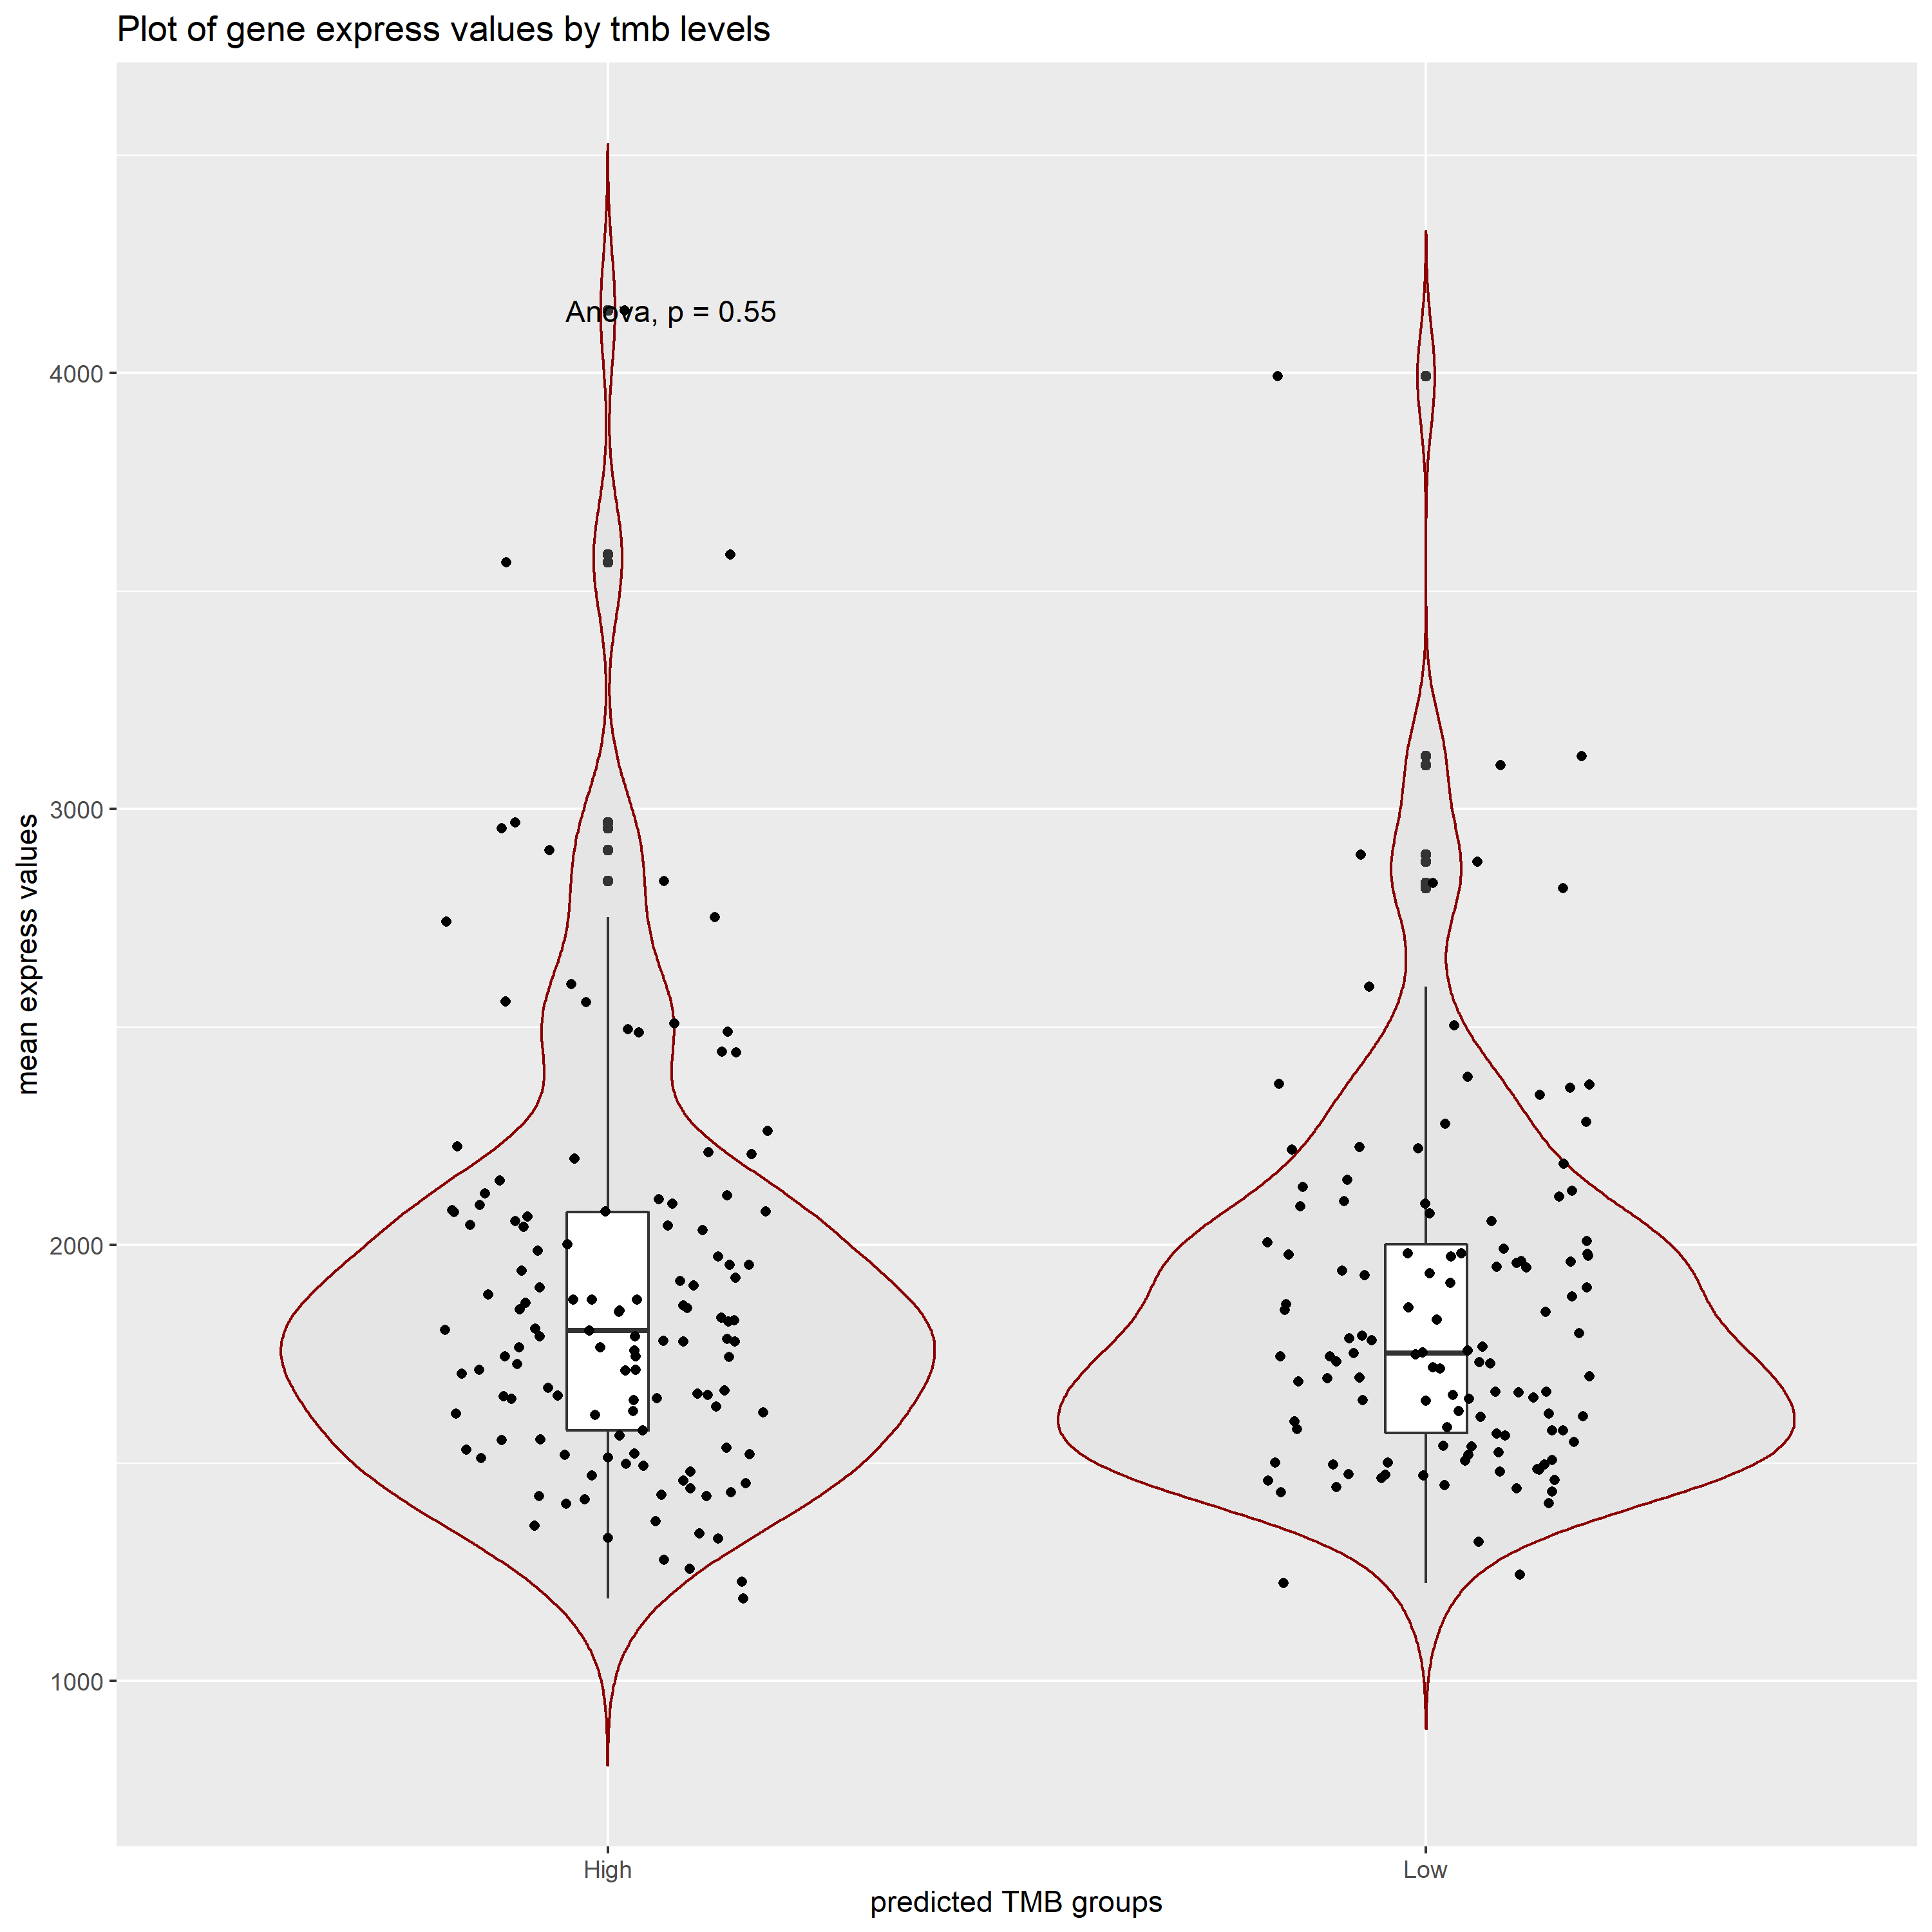 Plot of gene express values by tmb levels
Anova, p = 0.55
4000
3000
2000
1000
mean express values
High
Low
predicted TMB groups